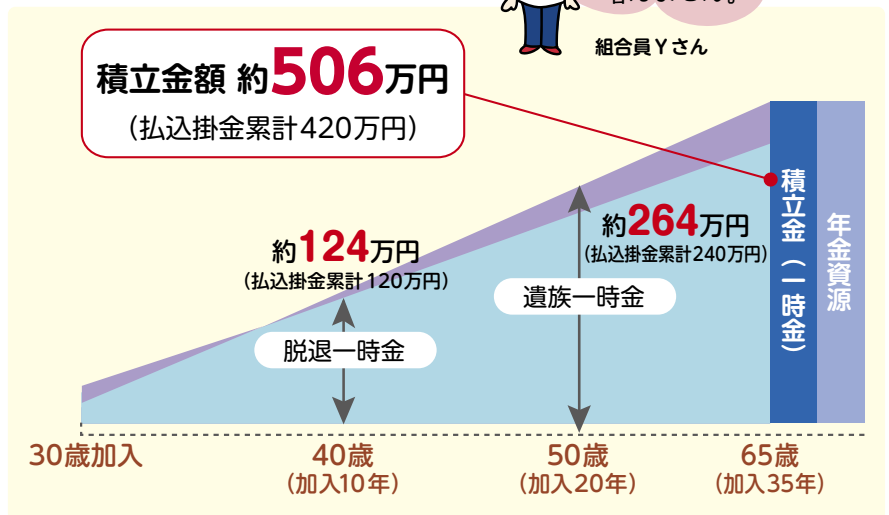 組合員Yさん
積立金額 約506万円
（払込掛金累計420万円）
約124万円
（払込掛金累計120万円）
脱退一時金
約264万円
（払込掛金累計240万円）
遺族一時金
積立金（一時金）
年金資源
30歳加入
40歳
（加入10年）
50歳
（加入20年）
65歳
（加入35年）